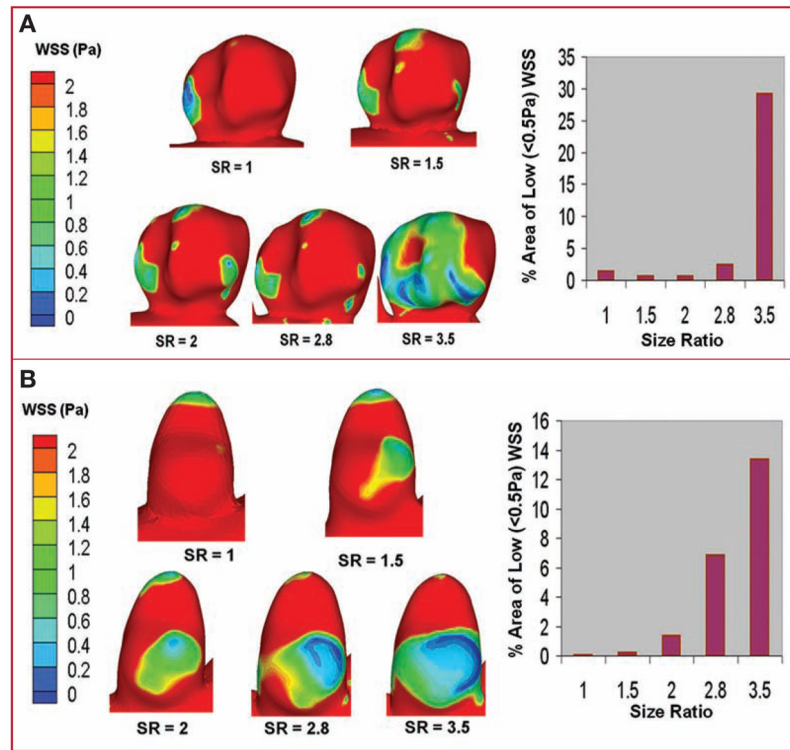 A
WSS (Pa)
2
1.8
1.6
1.4
1.2
1
0.8
0.6
0.4
0.2
0
SR = 1
SR = 1.5
SR = 2
SR = 2.8
SR = 3.5
% Area of Low (<0.5Pa) WSS
35
30
25
20
15
10
5
0
1 1.5 2 2.8 3.5
Size Ratio
B
WSS (Pa)
2
1.8
1.6
1.4
1.2
1
0.8
0.6
0.4
0.2
0
SR = 1
SR = 1.5
SR = 2
SR = 2.8
SR = 3.5
% Area of Low (<0.5Pa) WSS
16
14
12
10
8
6
4
2
0
1 1.5 2 2.8 3.5
Size Ratio